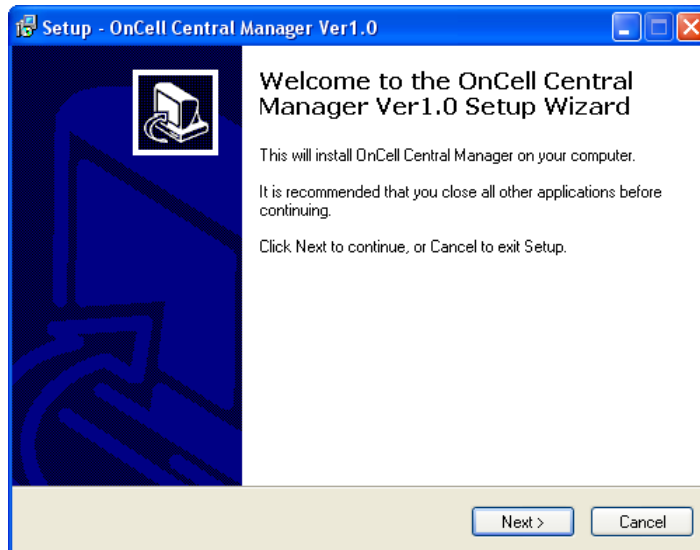 Setup - OnCell Central Manager Ver1.0
Welcome to the OnCell Central
Manager Ver1.0 Setup Wizard
This will install OnCell Central Manager on your computer.
It is recommended that you close all other applications before
continuing.
Click Next to continue, or Cancel to exit Setup.
Next > Cancel